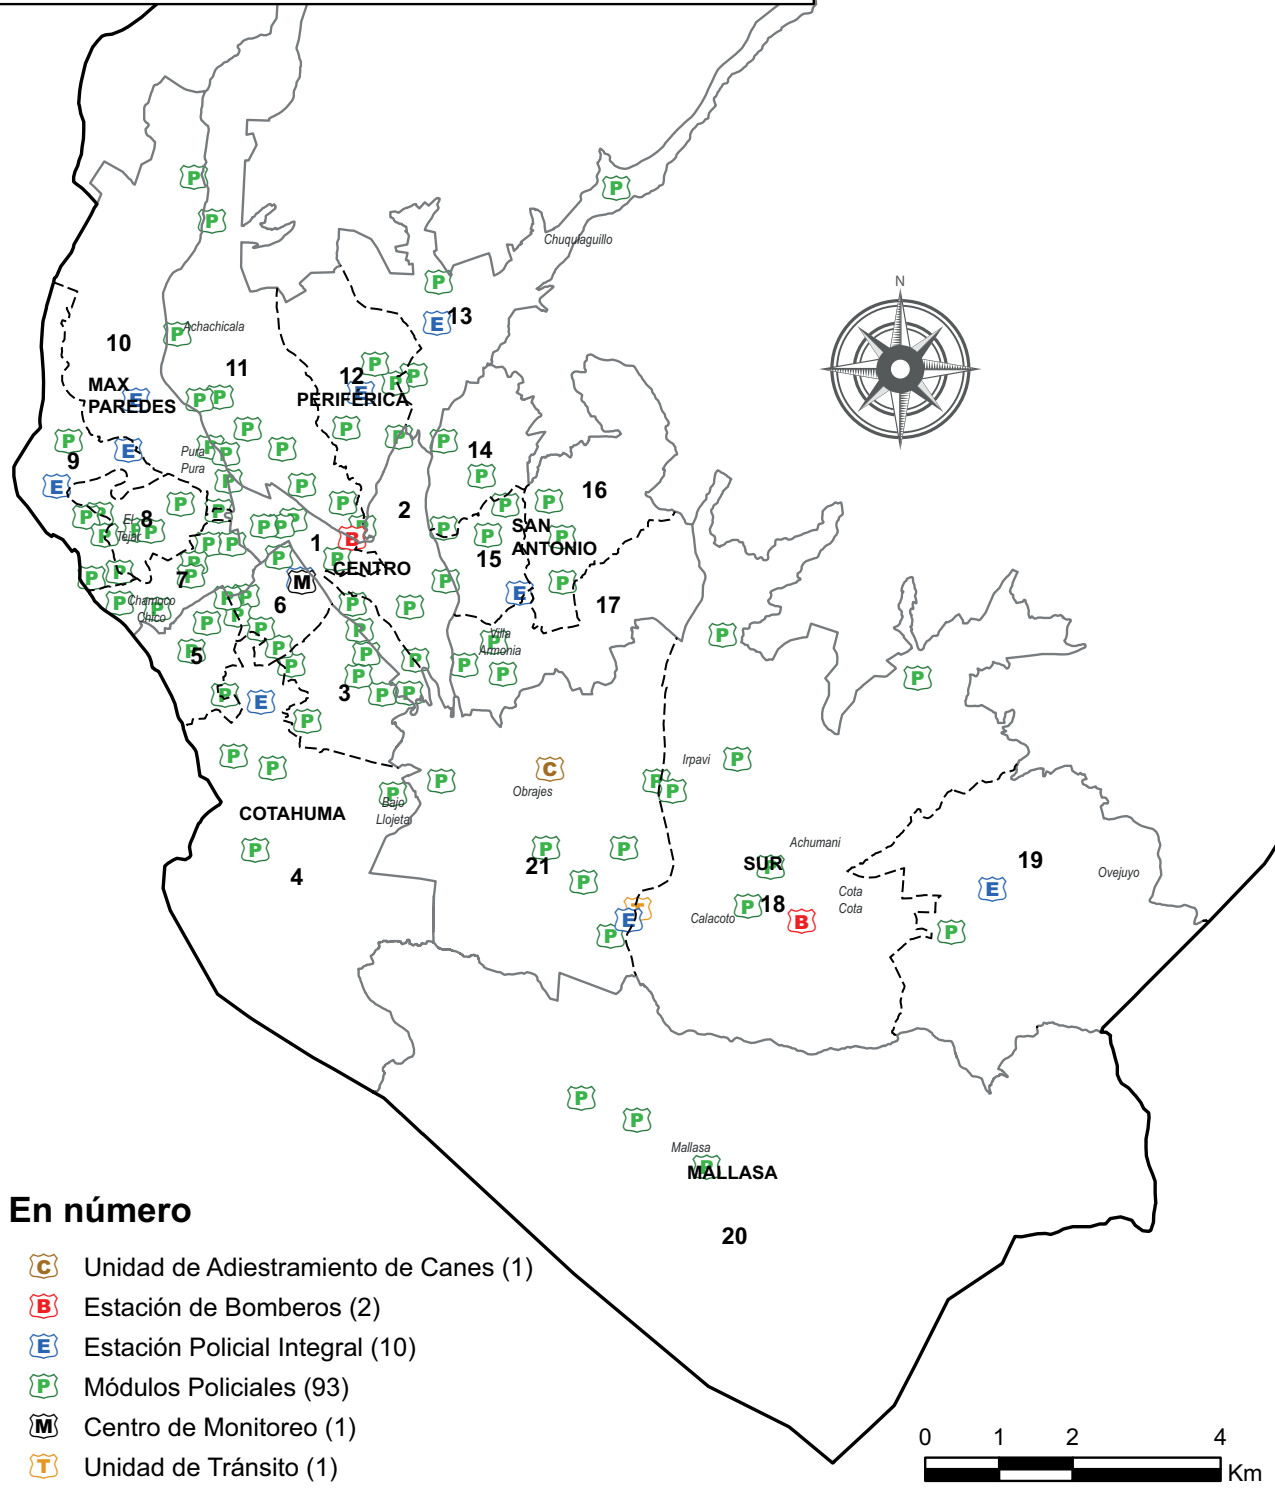 N
Chuquiaguillo
13
Achachicala
10
11
12
MAX
PAREDES
PERIFÉRICA
Pura
Pura
9
14
16
2
8
El
Tejar
SAN
ANTONIO
1
15
CENTRO
7
6
17
Chamoco
Chico
Villa
Armonia
5
3
Irpavi
Obrajes
Bajo
Llojeta
COTAHUMA
Achumani
21
SUR
19
Ovejuyo
4
Cota
Cota
18
Calacoto
Mallasa
MALLASA
20
En número
C Unidad de Adiestramiento de Canes (1)
B Estación de Bomberos (2)
E Estación Policial Integral (10)
P Módulos Policiales (93)
M Centro de Monitoreo (1)
T Unidad de Tránsito (1)
0 1 2 4
Km